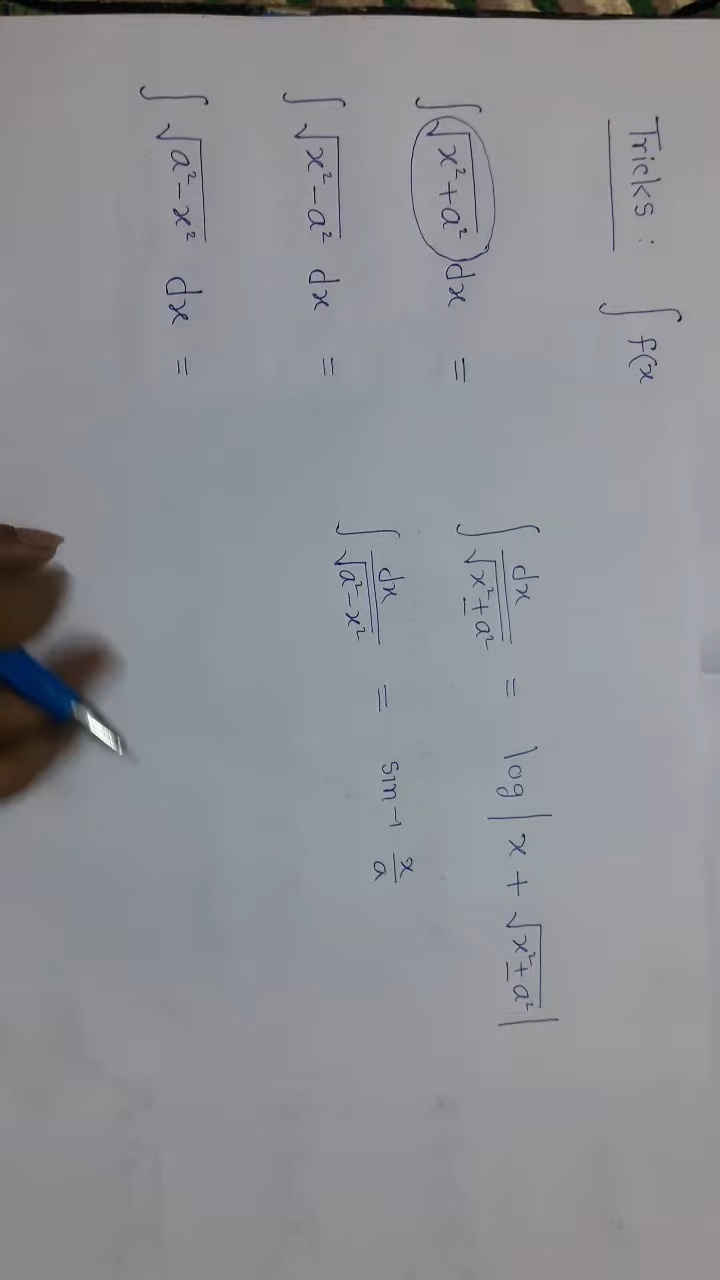 Tricks : ∫ f(x
∫ √(x² + a²) dx =
∫ √(x² − a²) dx =
∫ √(a² − x²) dx =
∫ dx / √(x² ± a²) = log | x + √(x² ± a²) |
∫ dx / √(a² − x²) = sin−1 x/a